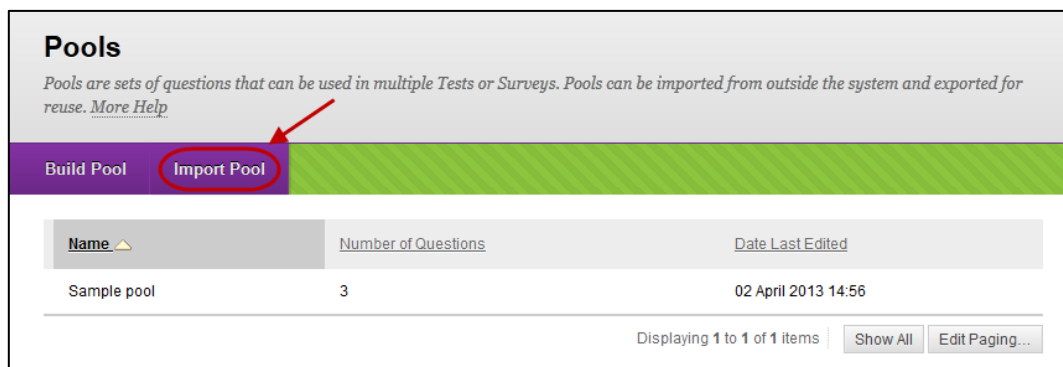 Pools
Pools are sets of questions that can be used in multiple Tests or Surveys. Pools can be imported from outside the system and exported for
reuse. More Help
Build Pool Import Pool
Name Number of Questions Date Last Edited
Sample pool 3 02 April 2013 14:56
Displaying 1 to 1 of 1 items Show All Edit Paging...